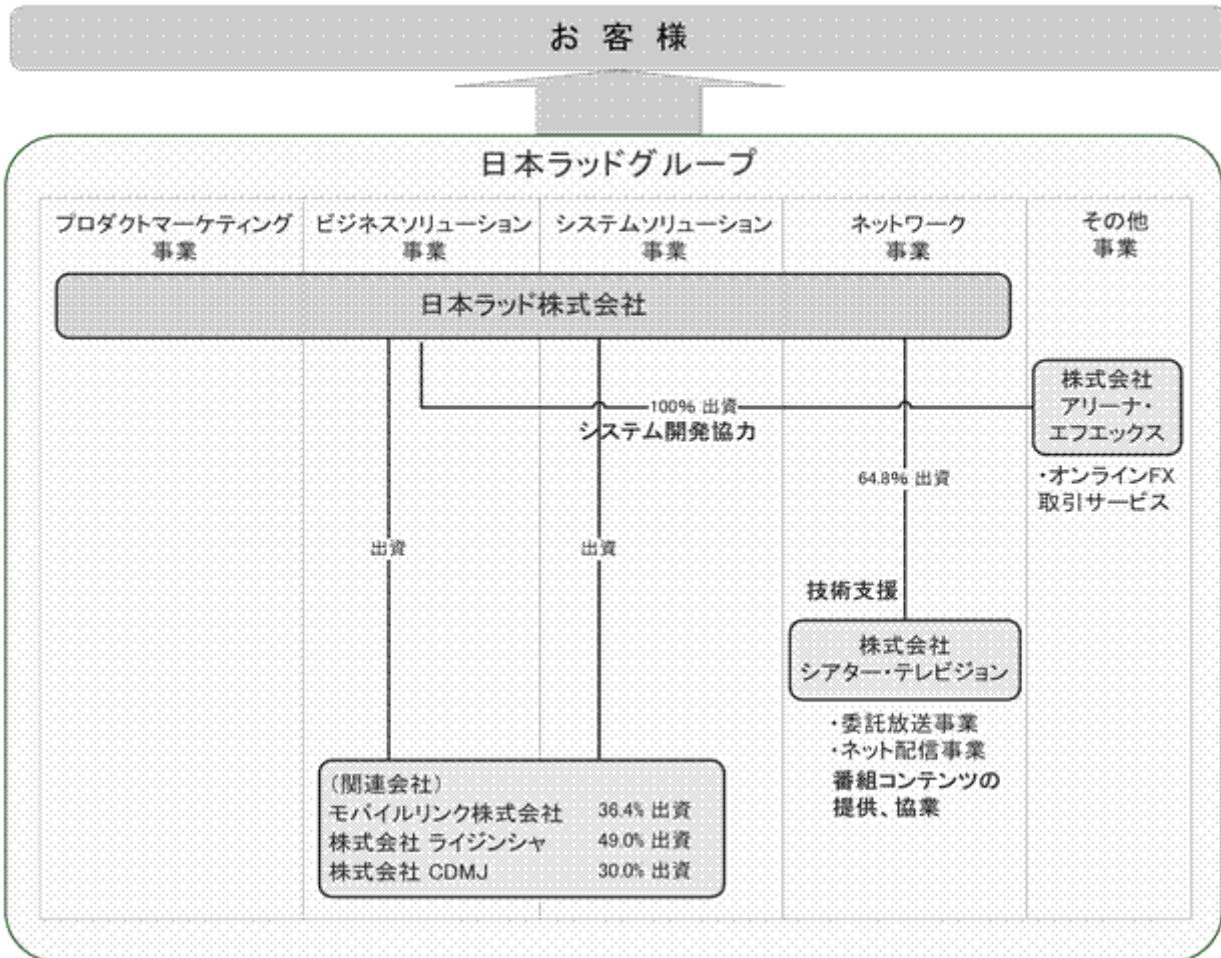 お 客 様
日本ラッドグループ
プロダクトマーケティング
事業
ビジネスソリューション
事業
システムソリューション
事業
ネットワーク
事業
その他
事業
日本ラッド株式会社
株式会社
アリーナ・
エフエックス
100% 出資
システム開発協力
・オンラインFX
取引サービス
64.8% 出資
出資
出資
技術支援
株式会社
シアター・テレビジョン
・委託放送事業
・ネット配信事業
番組コンテンツの
提供、協業
(関連会社)
モバイルリンク株式会社 36.4% 出資
株式会社 ライジンシャ 49.0% 出資
株式会社 CDMJ 30.0% 出資